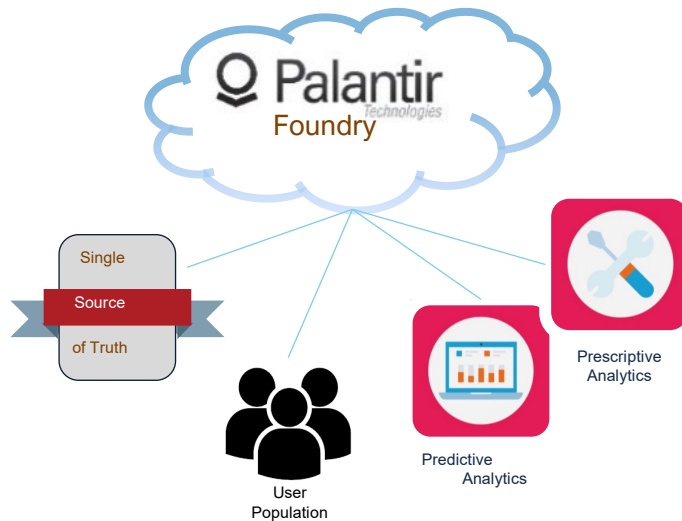 Palantir
Technologies
Foundry
Single
Source
of Truth
User
Population
Predictive
Analytics
Prescriptive
Analytics